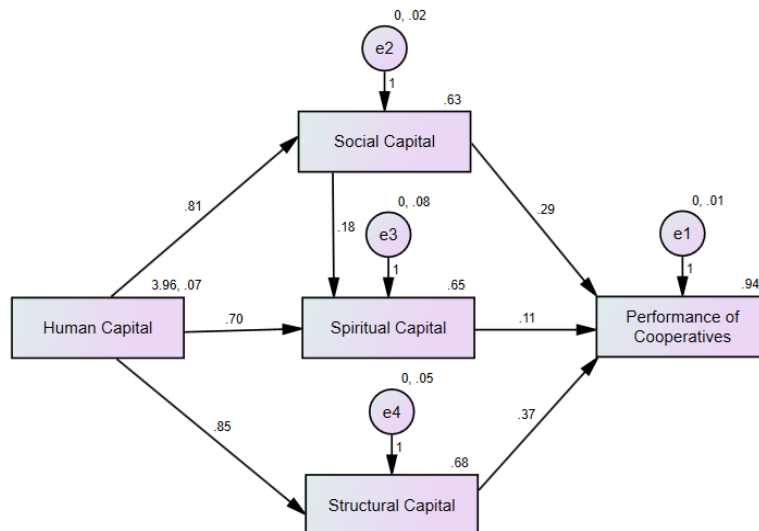 0, .02
e2
1
.63
Social Capital
.81
.18
0, .08
e3
1
.29
0, .01
e1
1
3.96, .07
Human Capital
.70
.65
Spiritual Capital
.11
.94
Performance of
Cooperatives
.85
0, .05
e4
1
.37
.68
Structural Capital